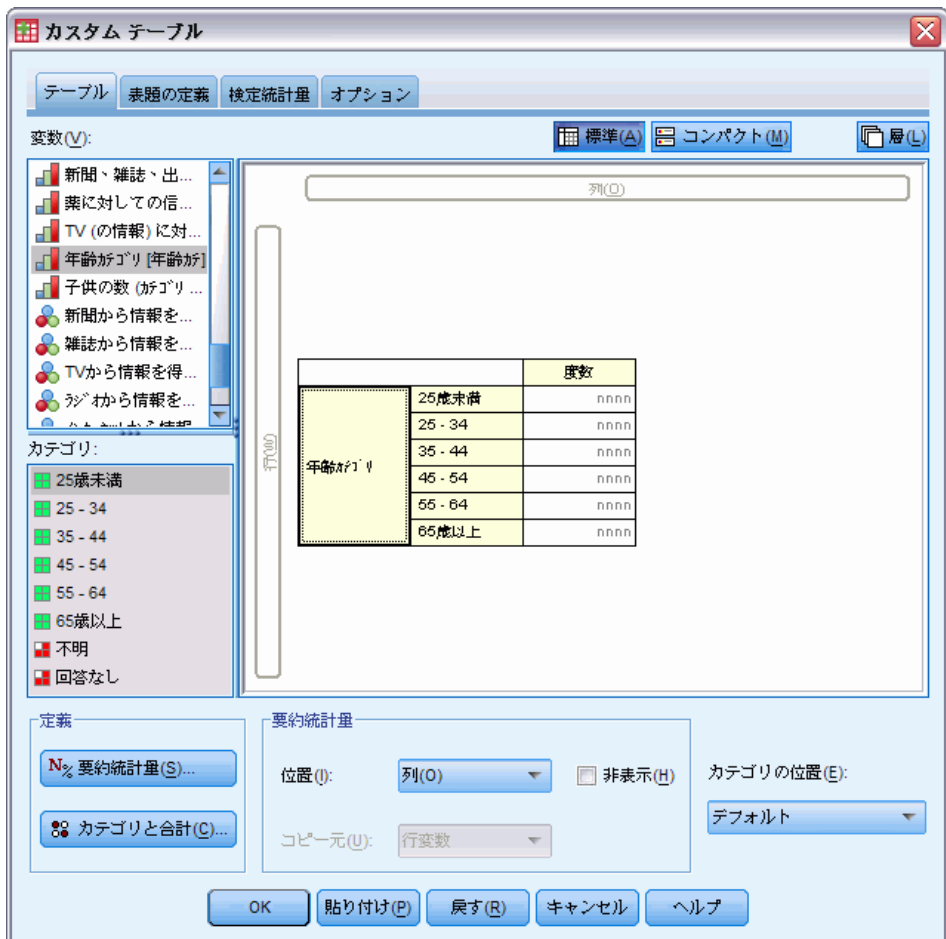 カスタム テーブル
テーブル
表題の定義
検定統計量
オプション
変数(V):
標準(A)
コンパクト(M)
層(L)
新聞、雑誌、出...
薬に対しての信...
TV (の情報) に対...
年齢ｶﾃｺﾞﾘ [年齢ｶﾃ]
子供の数 (ｶﾃｺﾞﾘ ...
新聞から情報を...
雑誌から情報を...
TVから情報を得...
ﾗｼﾞｵから情報を...
カテゴリ:
25歳未満
25 - 34
35 - 44
45 - 54
55 - 64
65歳以上
不明
回答なし
列(O)
行(W)
度数
年齢ｶﾃｺﾞﾘ
25歳未満 nnnn
25 - 34 nnnn
35 - 44 nnnn
45 - 54 nnnn
55 - 64 nnnn
65歳以上 nnnn
定義
N% 要約統計量(S)...
カテゴリと合計(C)...
要約統計量
位置(I):
列(O)
非表示(H)
コピー元(U):
行変数
カテゴリの位置(E):
デフォルト
OK
貼り付け(P)
戻す(R)
キャンセル
ヘルプ